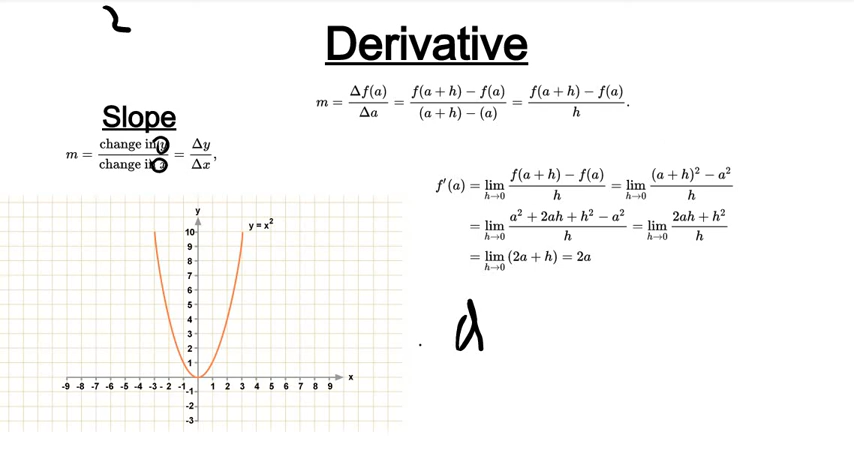 2
Derivative
m = Δf(a)/Δa = (f(a + h) − f(a))/((a + h) − (a)) = (f(a + h) − f(a))/h.
Slope
m = change in y/change in x = Δy/Δx,
f′(a) = lim h→0 (f(a + h) − f(a))/h = lim h→0 ((a + h)² − a²)/h
= lim h→0 (a² + 2ah + h² − a²)/h = lim h→0 (2ah + h²)/h
= lim h→0 (2a + h) = 2a
y
y = x²
10
9
8
7
6
5
4
3
2
1
x
-9 -8 -7 -6 -5 -4 -3 -2 -1 1 2 3 4 5 6 7 8 9
-1
-2
-3
d